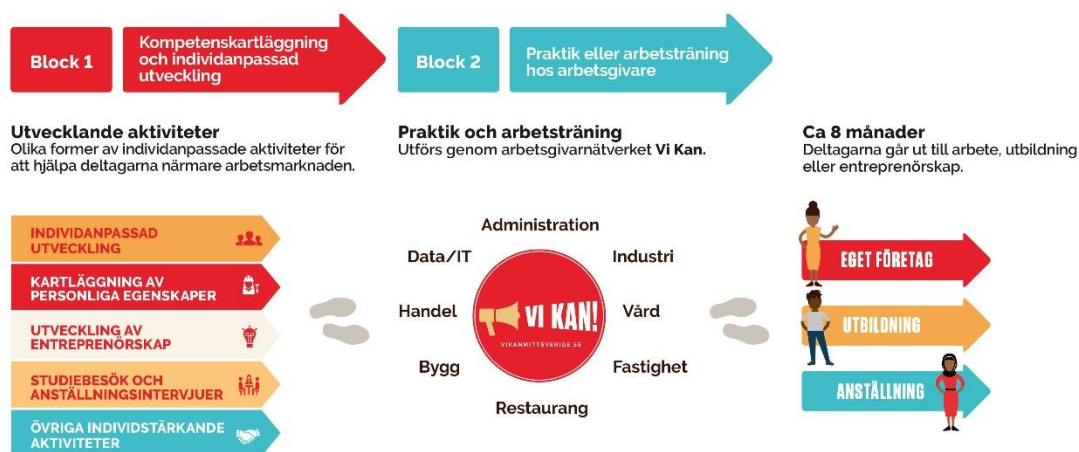 Block 1
Kompetenskartläggning
och individanpassad
utveckling
Block 2
Praktik eller arbetsträning
hos arbetsgivare
Utvecklande aktiviteter
Olika former av individanpassade aktiviteter för
att hjälpa deltagarna närmare arbetsmarknaden.
Praktik och arbetsträning
Utförs genom arbetsgivarnätverket Vi Kan.
Ca 8 månader
Deltagarna går ut till arbete, utbildning
eller entreprenörskap.
INDIVIDANPASSAD
UTVECKLING
KARTLÄGGNING AV
PERSONLIGA EGENSKAPER
UTVECKLING AV
ENTREPRENÖRSKAP
STUDIEBESÖK OCH
ANSTÄLLNINGSINTERVJUER
ÖVRIGA INDIVIDSTÄRKANDE
AKTIVITETER
Administration
Data/IT
Industri
Handel
VI KAN!
VIKANMITTSVERIGE.SE
Vård
Bygg
Fastighet
Restaurang
EGET FÖRETAG
UTBILDNING
ANSTÄLLNING